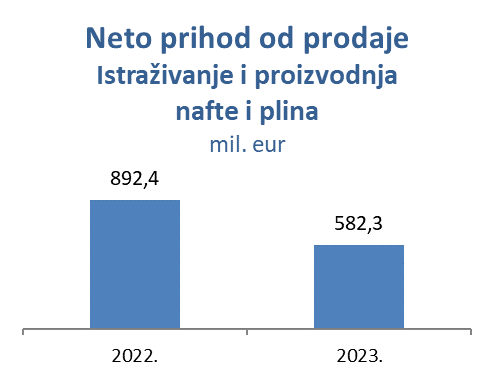 Neto prihod od prodaje
Istraživanje i proizvodnja
nafte i plina
mil. eur
892,4
582,3
2022.
2023.